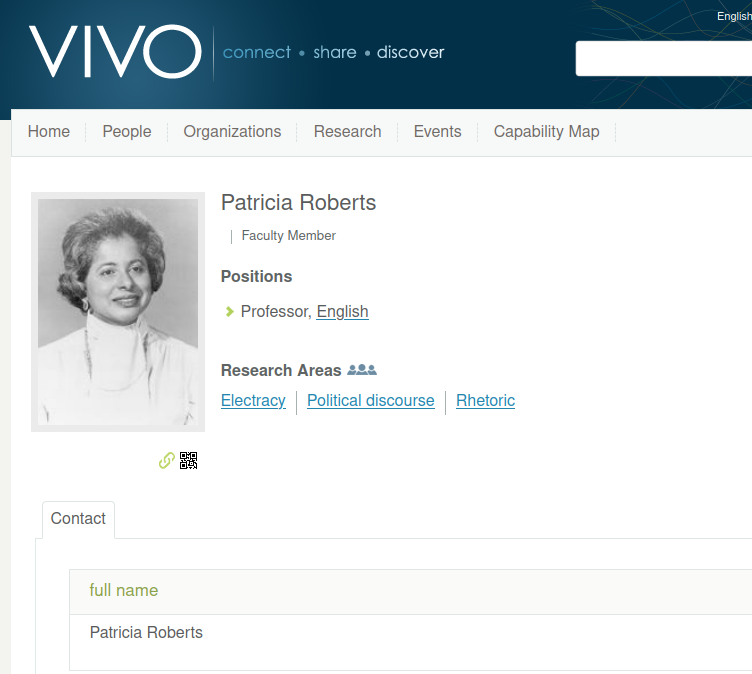 English
VIVO connect • share • discover
Home People Organizations Research Events Capability Map
Patricia Roberts
Faculty Member
Positions
Professor, English
Research Areas
Electracy Political discourse Rhetoric
Contact
full name
Patricia Roberts